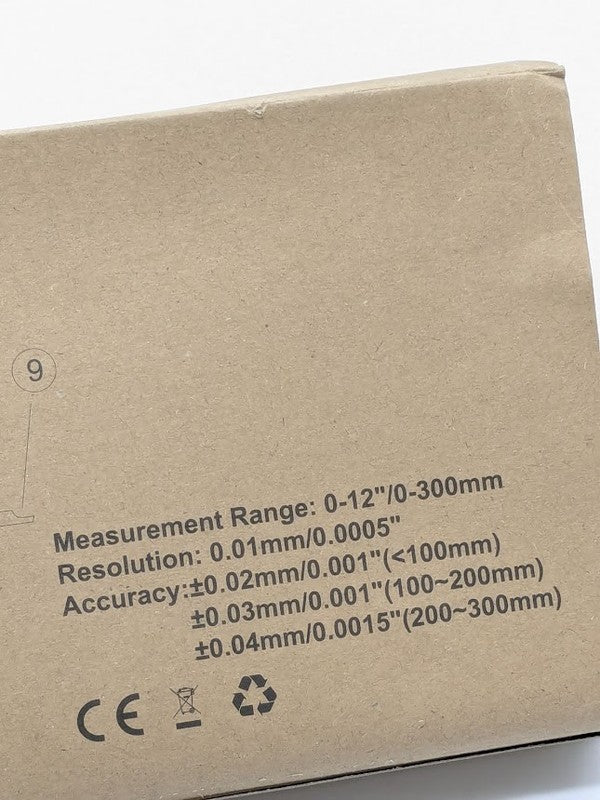 9
Measurement Range: 0-12"/0-300mm
Resolution: 0.01mm/0.0005"
Accuracy:±0.02mm/0.001"(<100mm)
±0.03mm/0.001"(100~200mm)
±0.04mm/0.0015"(200~300mm)
CE